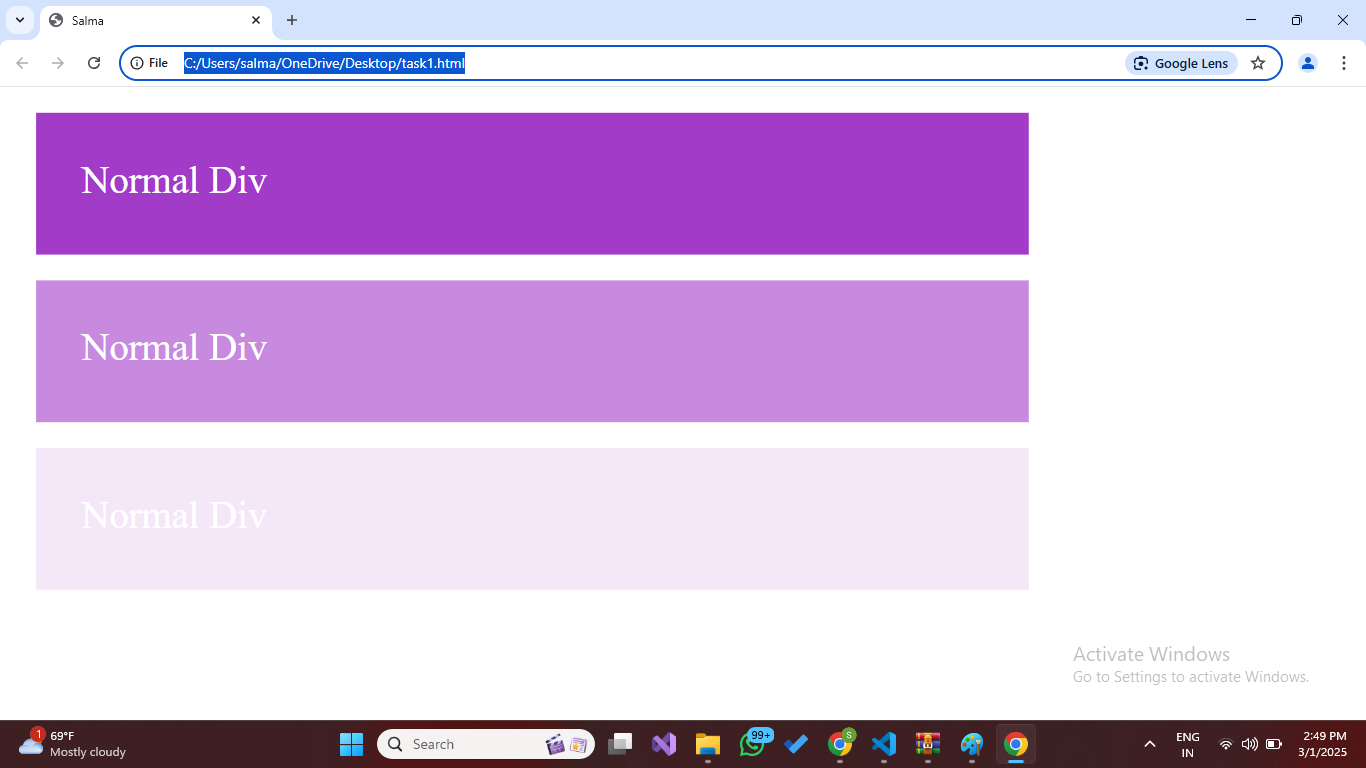 Salma
File
C:/Users/salma/OneDrive/Desktop/task1.html
Google Lens
Normal Div
Normal Div
Normal Div
Activate Windows
Go to Settings to activate Windows.
1
69°F
Mostly cloudy
Search
99+
S
ENG
IN
2:49 PM
3/1/2025